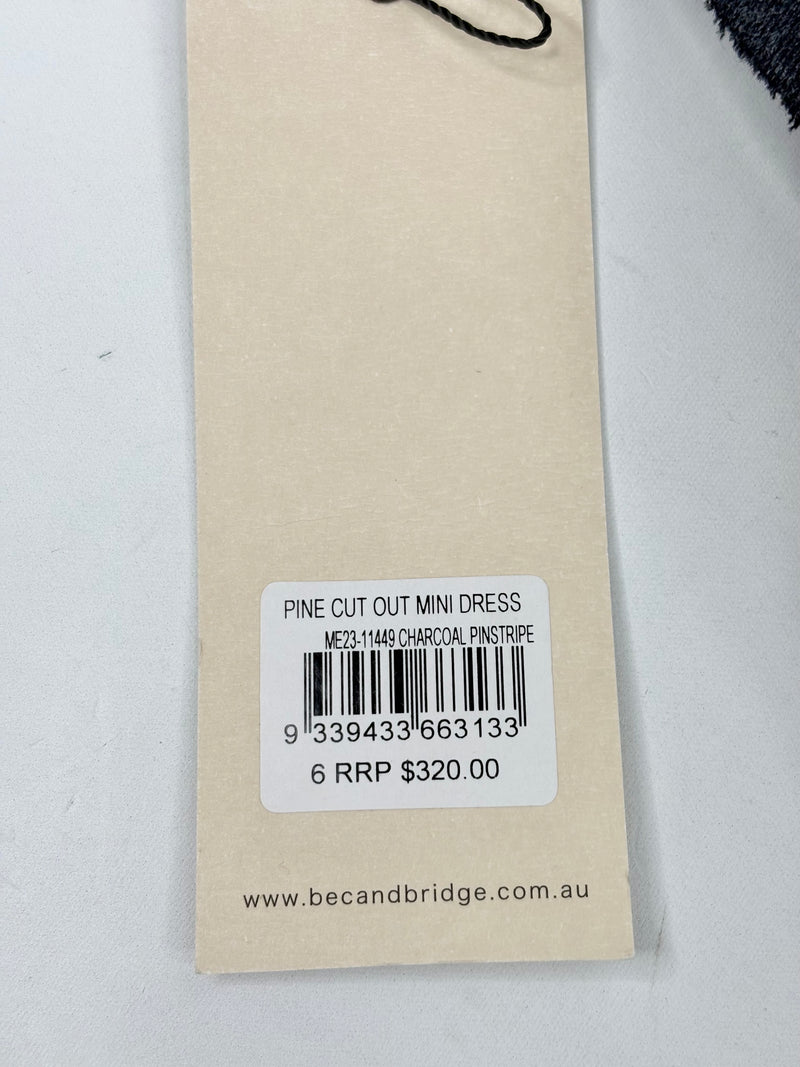 PINE CUT OUT MINI DRESS
ME23-11449 CHARCOAL PINSTRIPE
9 339433 663133
6 RRP $320.00
www.becandbridge.com.au